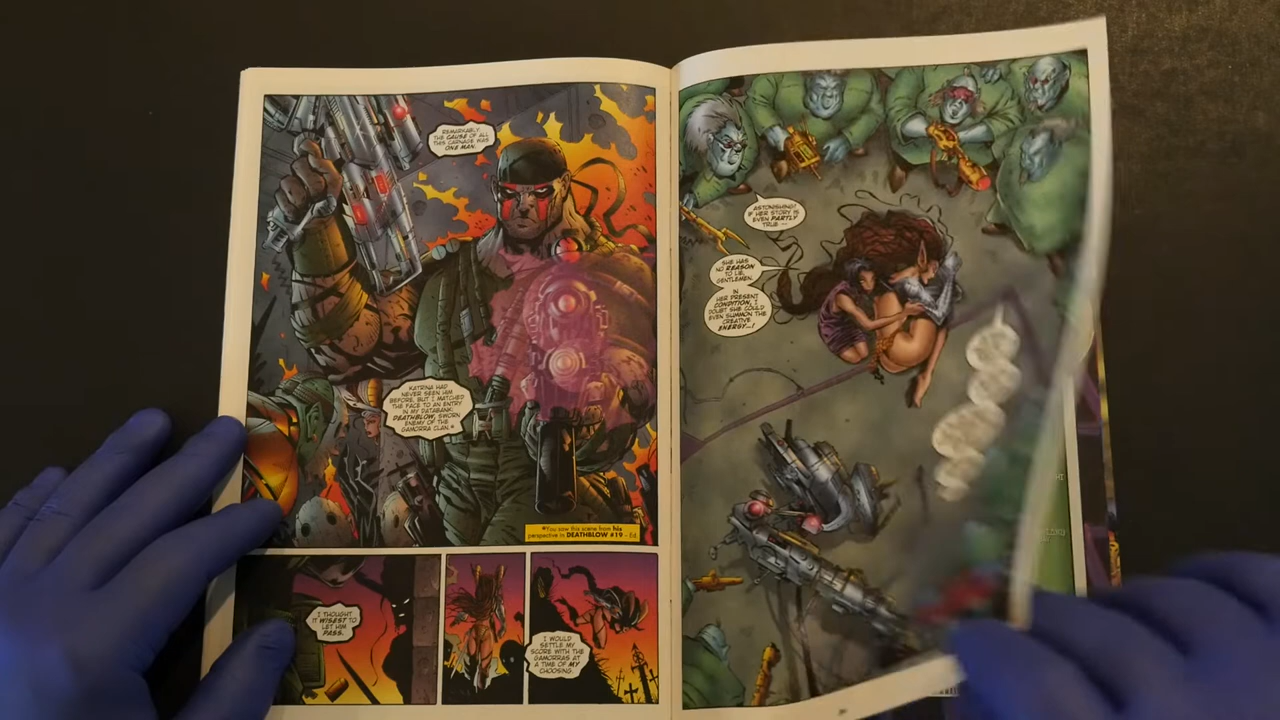 REMARKABLY,
THE CAUSE OF ALL
THIS CARNAGE WAS
ONE MAN.
KATRINA HAD
NEVER SEEN HIM
BEFORE, BUT I MATCHED
THE FACE TO AN ENTRY
IN MY DATABANK:
DEATHBLOW, SWORN
ENEMY OF THE
GAMORRA CLAN.*
*You saw this scene from his
perspective in DEATHBLOW #19 - Ed.
I THOUGHT
IT WISEST TO
LET HIM
PASS.
I WOULD
SETTLE MY
SCORE WITH THE
GAMORRAS AT
A TIME OF MY
CHOOSING.
ASTONISHING!
IF HER STORY IS
EVEN PARTLY
TRUE --
SHE HAS
NO REASON
TO LIE,
GENTLEMEN.
IN
HER PRESENT
CONDITION, I
DOUBT SHE COULD
EVEN SUMMON THE
CREATIVE
ENERGY--!